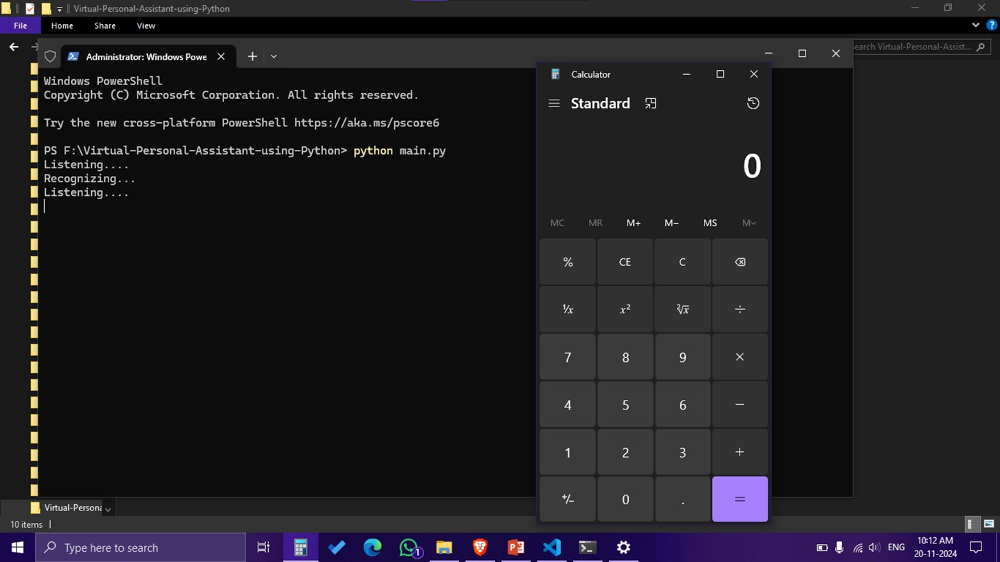 Virtual-Personal-Assistant-using-Python
File Home Share View
Search Virtual-Personal-Assist...
Administrator: Windows Powe
Windows PowerShell
Copyright (C) Microsoft Corporation. All rights reserved.
Try the new cross-platform PowerShell https://aka.ms/pscore6
PS F:\Virtual-Personal-Assistant-using-Python> python main.py
Listening....
Recognizing...
Listening....
Calculator
Standard
0
MC MR M+ M− MS M˅
% CE C
¹/x x² ²√x ÷
7 8 9 ×
4 5 6 −
1 2 3 +
+/− 0 . =
Virtual-Persona
10 items
Type here to search
1
ENG
10:12 AM
20-11-2024